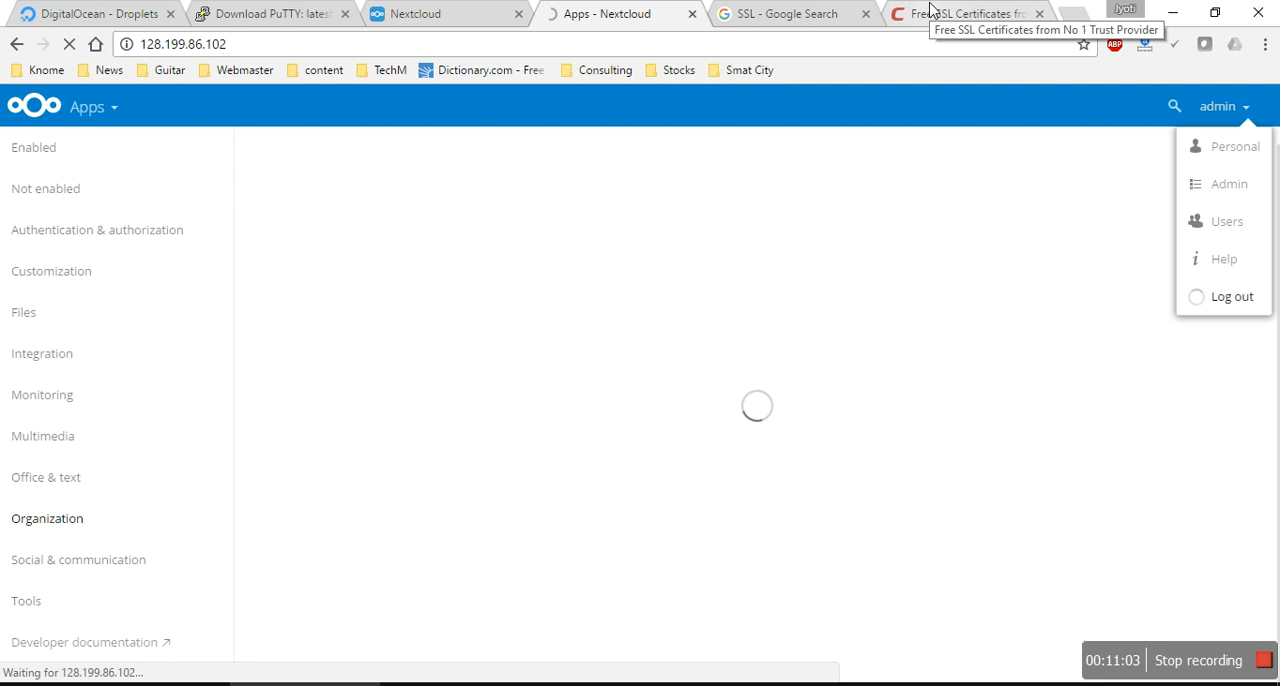 DigitalOcean - Droplets
Download PuTTY: latest
Nextcloud
Apps - Nextcloud
SSL - Google Search
Free SSL Certificates fro
Jyoti
128.199.86.102
Free SSL Certificates from No 1 Trust Provider
ABP
Knome
News
Guitar
Webmaster
content
TechM
Dictionary.com - Free
Consulting
Stocks
Smat City
Apps
admin
Enabled
Not enabled
Authentication & authorization
Customization
Files
Integration
Monitoring
Multimedia
Office & text
Organization
Social & communication
Tools
Developer documentation ↗
Personal
Admin
Users
Help
Log out
Waiting for 128.199.86.102...
00:11:03 Stop recording